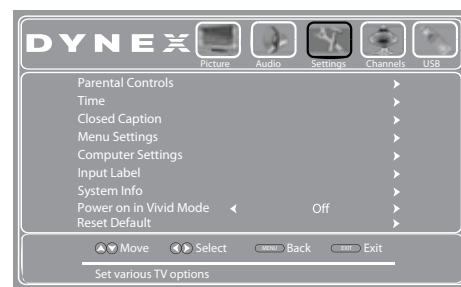 DYNEX
Picture Audio Settings Channels USB
Parental Controls
Time
Closed Caption
Menu Settings
Computer Settings
Input Label
System Info
Power on in Vivid Mode Off
Reset Default
Move Select MENU Back EXIT Exit
Set various TV options